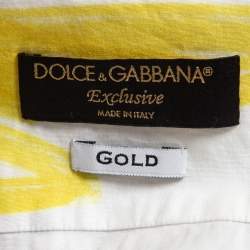 DOLCE & GABBANA®
Exclusive
MADE IN ITALY
GOLD